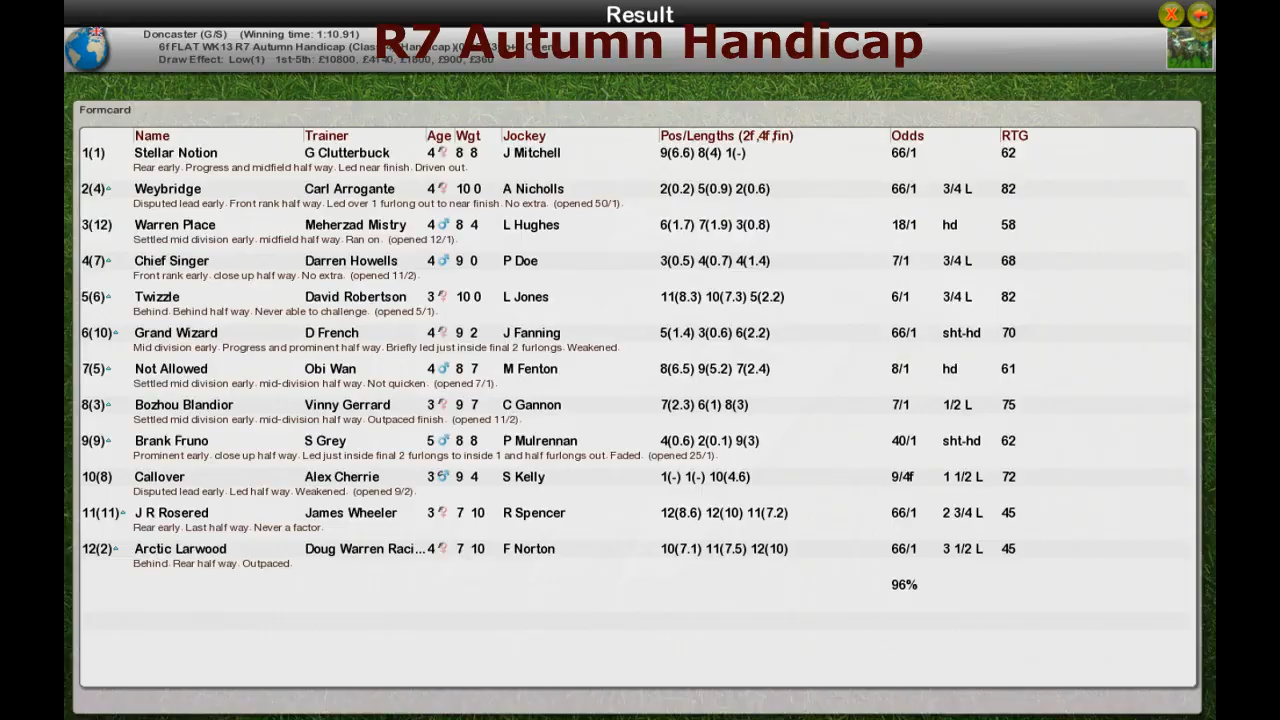 Result
Doncaster (G/S) (Winning time: 1:10.91)
R7 Autumn Handicap
6f FLAT WK13 R7 Autumn Handicap (Class
Draw Effect: Low(1) 1st-5th: £10800, £4140, £1800, £900, £360
Formcard
Name Trainer Age Wgt Jockey Pos/Lengths (2f,4f,fin) Odds RTG
1(1) Stellar Notion G Clutterbuck 4 8 8 J Mitchell 9(6.6) 8(4) 1(-) 66/1 62
Rear early. Progress and midfield half way. Led near finish. Driven out.
2(4) Weybridge Carl Arrogante 4 10 0 A Nicholls 2(0.2) 5(0.9) 2(0.6) 66/1 3/4 L 82
Disputed lead early. Front rank half way. Led over 1 furlong out to near finish. No extra. (opened 50/1).
3(12) Warren Place Meherzad Mistry 4 8 4 L Hughes 6(1.7) 7(1.9) 3(0.8) 18/1 hd 58
Settled mid division early. midfield half way. Ran on. (opened 12/1).
4(7) Chief Singer Darren Howells 4 9 0 P Doe 3(0.5) 4(0.7) 4(1.4) 7/1 3/4 L 68
Front rank early. close up half way. No extra. (opened 11/2).
5(6) Twizzle David Robertson 3 10 0 L Jones 11(8.3) 10(7.3) 5(2.2) 6/1 3/4 L 82
Behind. Behind half way. Never able to challenge. (opened 5/1).
6(10) Grand Wizard D French 4 9 2 J Fanning 5(1.4) 3(0.6) 6(2.2) 66/1 sht-hd 70
Mid division early. Progress and prominent half way. Briefly led just inside final 2 furlongs. Weakened.
7(5) Not Allowed Obi Wan 4 8 7 M Fenton 8(6.5) 9(5.2) 7(2.4) 8/1 hd 61
Settled mid division early. mid-division half way. Not quicken. (opened 7/1).
8(3) Bozhou Blandior Vinny Gerrard 3 9 7 C Gannon 7(2.3) 6(1) 8(3) 7/1 1/2 L 75
Settled mid division early. mid-division half way. Outpaced finish. (opened 11/2).
9(9) Brank Fruno S Grey 5 8 8 P Mulrennan 4(0.6) 2(0.1) 9(3) 40/1 sht-hd 62
Prominent early. close up half way. Led just inside final 2 furlongs to inside 1 and half furlongs out. Faded. (opened 25/1).
10(8) Callover Alex Cherrie 3 9 4 S Kelly 1(-) 1(-) 10(4.6) 9/4f 1 1/2 L 72
Disputed lead early. Led half way. Weakened. (opened 9/2).
11(11) J R Rosered James Wheeler 3 7 10 R Spencer 12(8.6) 12(10) 11(7.2) 66/1 2 3/4 L 45
Rear early. Last half way. Never a factor.
12(2) Arctic Larwood Doug Warren Raci... 4 7 10 F Norton 10(7.1) 11(7.5) 12(10) 66/1 3 1/2 L 45
Behind. Rear half way. Outpaced.
96%